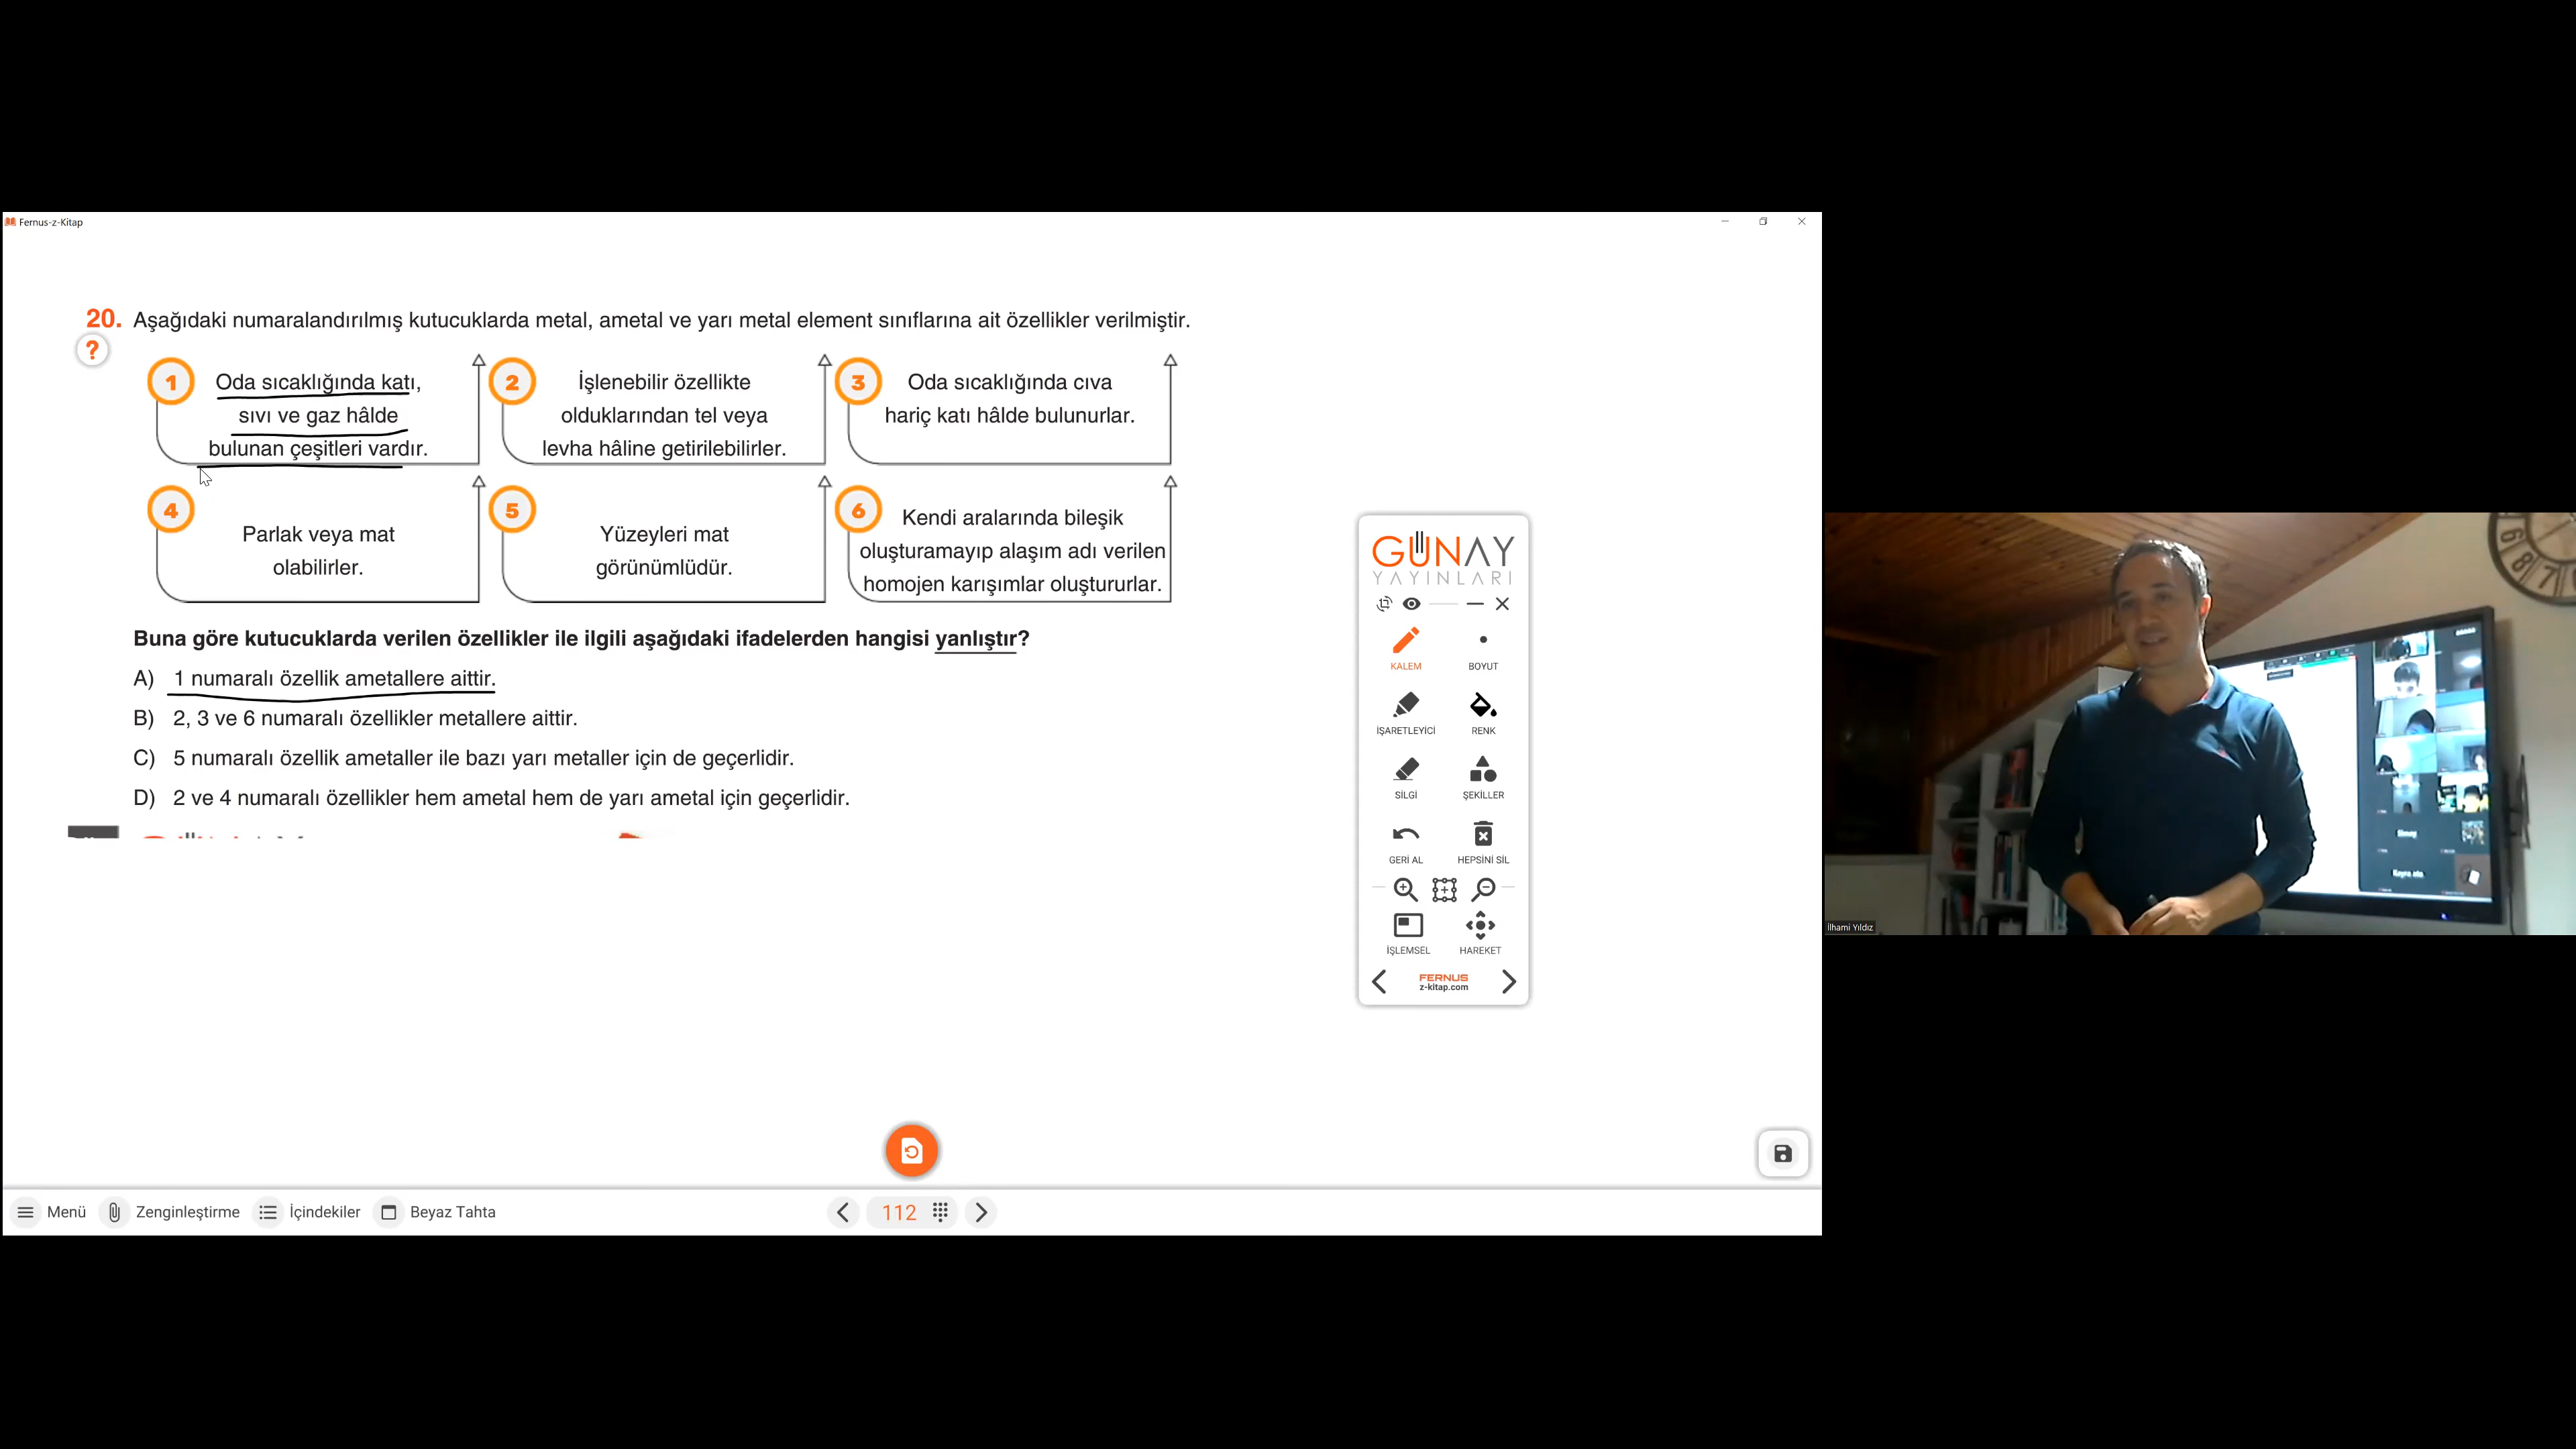 Fernus-z-Kitap
20. Aşağıdaki numaralandırılmış kutucuklarda metal, ametal ve yarı metal element sınıflarına ait özellikler verilmiştir.
?
1
Oda sıcaklığında katı,
sıvı ve gaz hâlde
bulunan çeşitleri vardır.
2
İşlenebilir özellikte
olduklarından tel veya
levha hâline getirilebilirler.
3
Oda sıcaklığında cıva
hariç katı hâlde bulunurlar.
4
Parlak veya mat
olabilirler.
5
Yüzeyleri mat
görünümlüdür.
6
Kendi aralarında bileşik
oluşturamayıp alaşım adı verilen
homojen karışımlar oluştururlar.
Buna göre kutucuklarda verilen özellikler ile ilgili aşağıdaki ifadelerden hangisi yanlıştır?
A) 1 numaralı özellik ametallere aittir.
B) 2, 3 ve 6 numaralı özellikler metallere aittir.
C) 5 numaralı özellik ametaller ile bazı yarı metaller için de geçerlidir.
D) 2 ve 4 numaralı özellikler hem ametal hem de yarı ametal için geçerlidir.
GÜNAY
YAYINLARI
KALEM
BOYUT
İŞARETLEYİCİ
RENK
SİLGİ
ŞEKİLLER
GERİ AL
HEPSİNİ SİL
İŞLEMSEL
HAREKET
FERNUS
z-kitap.com
İlhami Yıldız
Menü
Zenginleştirme
İçindekiler
Beyaz Tahta
112